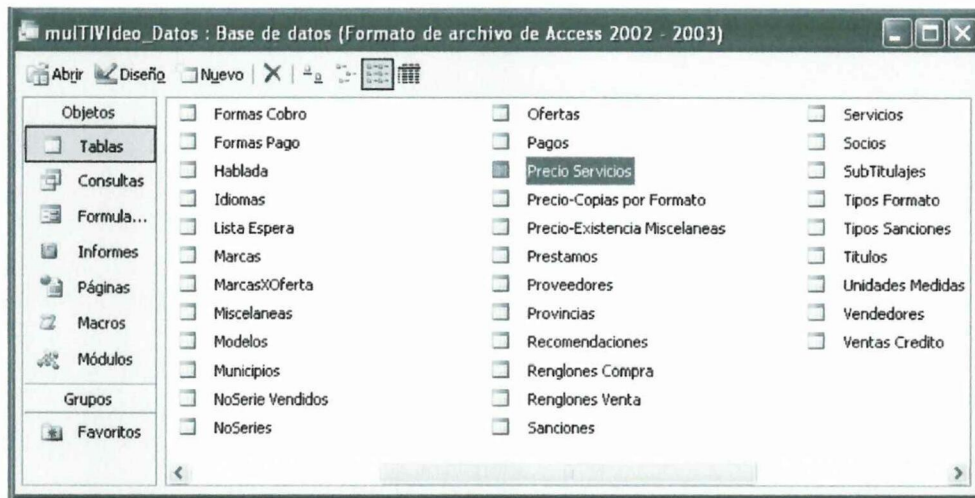 mulTIVIdeo_Datos : Base de datos (Formato de archivo de Access 2002 - 2003)
Abrir Diseño Nuevo
Objetos
Tablas
Consultas
Formula...
Informes
Páginas
Macros
Módulos
Grupos
Favoritos
Formas Cobro
Formas Pago
Hablada
Idiomas
Lista Espera
Marcas
MarcasXOferta
Miscelaneas
Modelos
Municipios
NoSerie Vendidos
NoSeries
Ofertas
Pagos
Precio Servicios
Precio-Copias por Formato
Precio-Existencia Miscelaneas
Prestamos
Proveedores
Provincias
Recomendaciones
Renglones Compra
Renglones Venta
Sanciones
Servicios
Socios
SubTitulajes
Tipos Formato
Tipos Sanciones
Titulos
Unidades Medidas
Vendedores
Ventas Credito